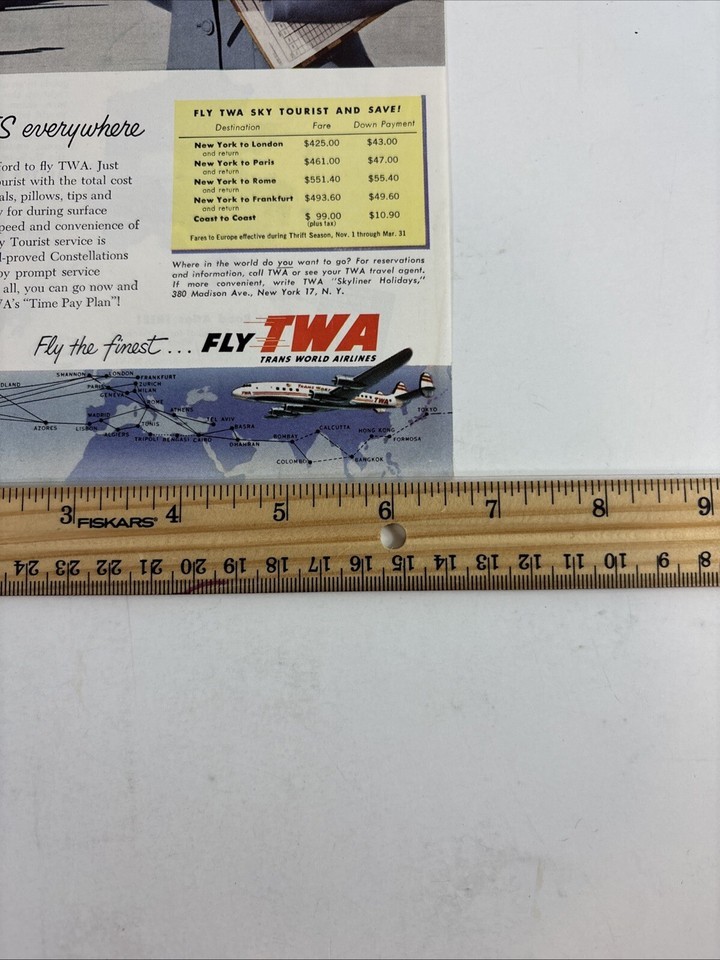 S everywhere
ford to fly TWA. Just
urist with the total cost
als, pillows, tips and
y for during surface
peed and convenience of
y Tourist service is
l-proved Constellations
by prompt service
all, you can go now and
VA's "Time Pay Plan"!
FLY TWA SKY TOURIST AND SAVE!
Destination Fare Down Payment
New York to London $425.00 $43.00
and return
New York to Paris $461.00 $47.00
and return
New York to Rome $551.40 $55.40
and return
New York to Frankfurt $493.60 $49.60
and return
Coast to Coast $ 99.00 $10.90
(plus tax)
Fares to Europe effective during Thrift Season, Nov. 1 through Mar. 31
Where in the world do you want to go? For reservations
and information, call TWA or see your TWA travel agent.
If more convenient, write TWA "Skyliner Holidays,"
380 Madison Ave., New York 17, N. Y.
Fly the finest... FLY TWA
TRANS WORLD AIRLINES
SHANNON LONDON FRANKFURT
DLAND PARIS ZURICH
GENEVA MILAN
ROME
MADRID ATHENS
AZORES LISBON TUNIS TEL AVIV
ALGIERS BASRA
TRIPOLI BENGASI CAIRO DHAHRAN
BOMBAY CALCUTTA HONG KONG TOKYO
FORMOSA
COLOMBO BANGKOK
TWA
TWA
3 FISKARS 4 5 6 7 8 9
24 23 22 21 20 19 18 17 16 15 14 13 12 11 10 9 8